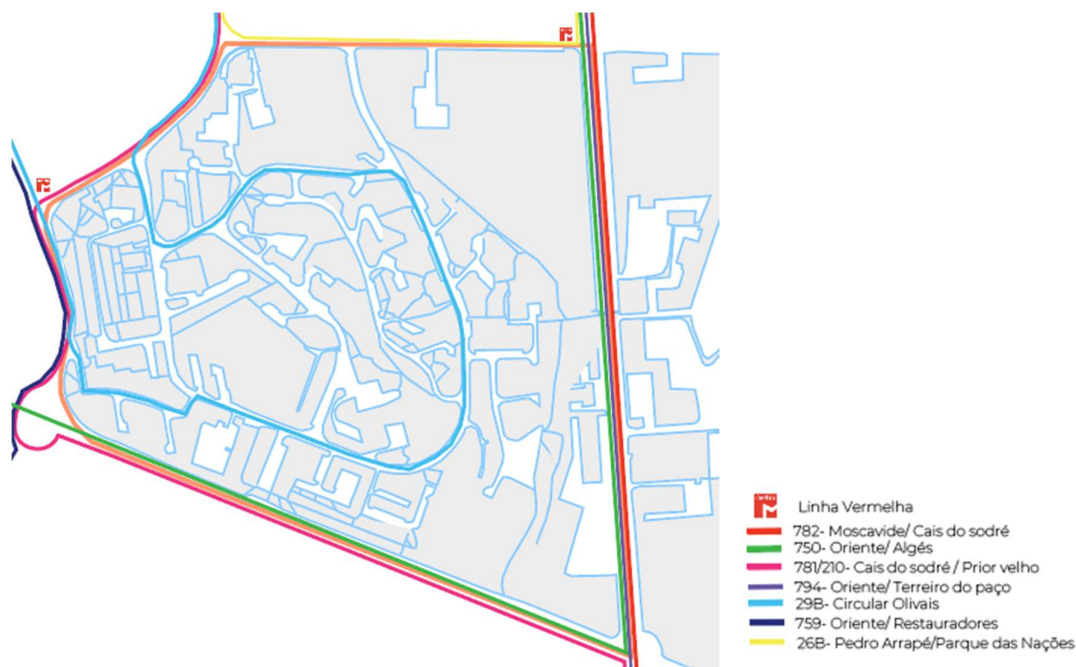 Linha Vermelha
782- Moscavide/ Cais do sodré
750- Oriente/ Algés
781/210- Cais do sodré / Prior velho
794- Oriente/ Terreiro do paço
29B- Circular Olivais
759- Oriente/ Restauradores
26B- Pedro Arrapé/Parque das Nações